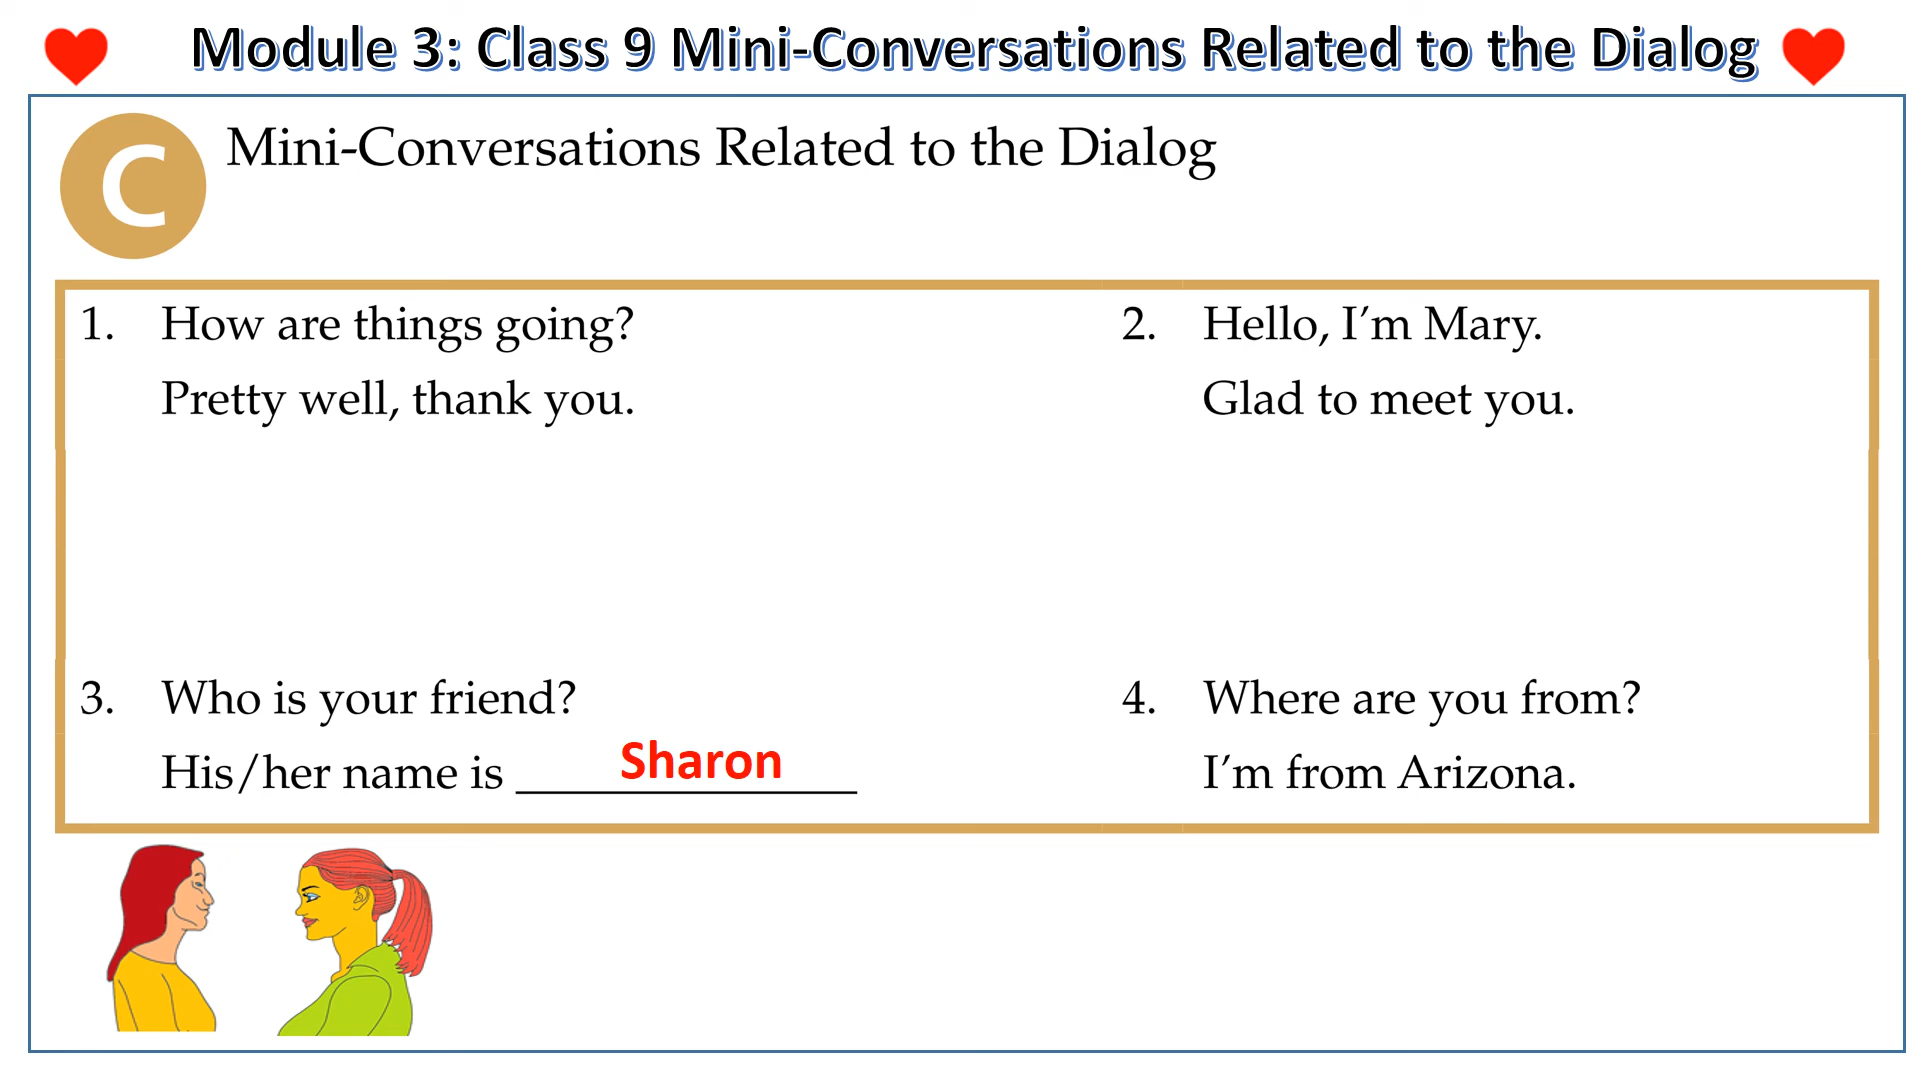 Module 3: Class 9 Mini-Conversations Related to the Dialog
C
Mini-Conversations Related to the Dialog
1. How are things going?
Pretty well, thank you.
2. Hello, I’m Mary.
Glad to meet you.
3. Who is your friend?
His/her name is Sharon
4. Where are you from?
I’m from Arizona.